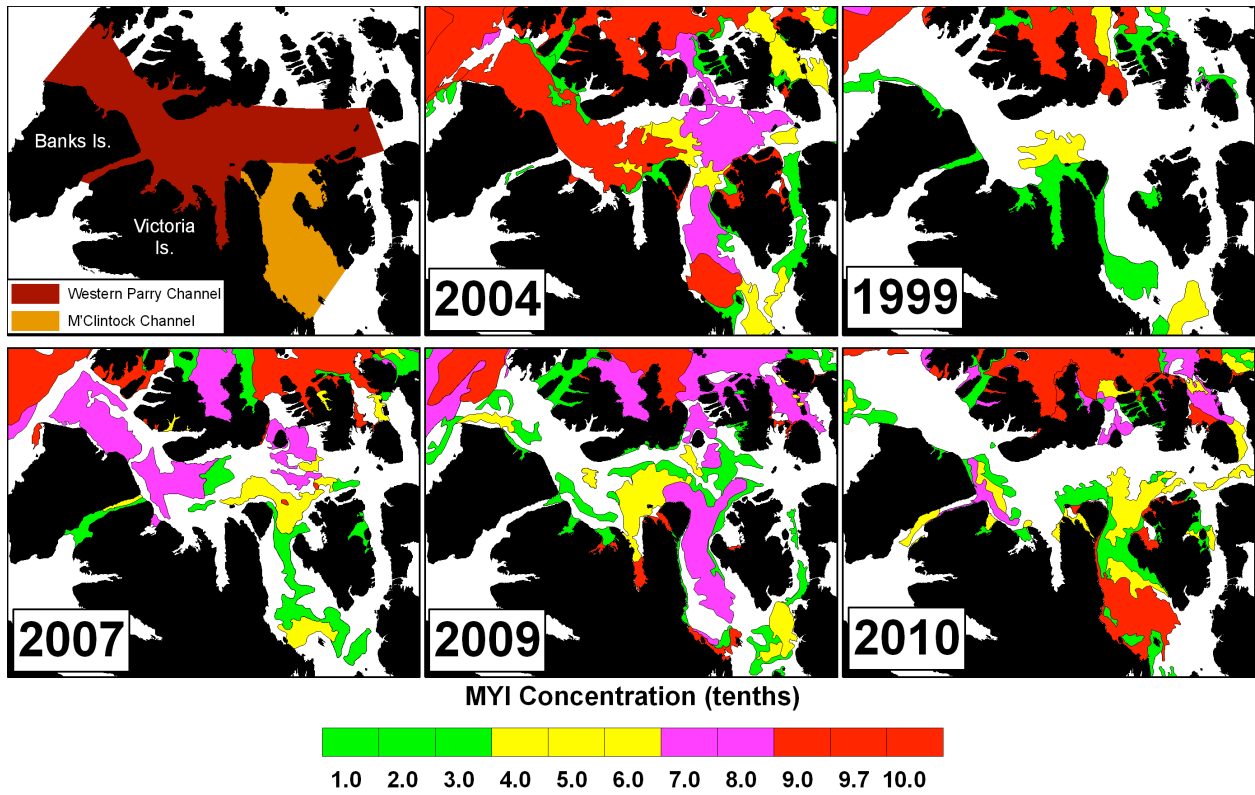 Banks Is.
Victoria
Is.
Western Parry Channel
M'Clintock Channel
2004
1999
2007
2009
2010
MYI Concentration (tenths)
1.0 2.0 3.0 4.0 5.0 6.0 7.0 8.0 9.0 9.7 10.0